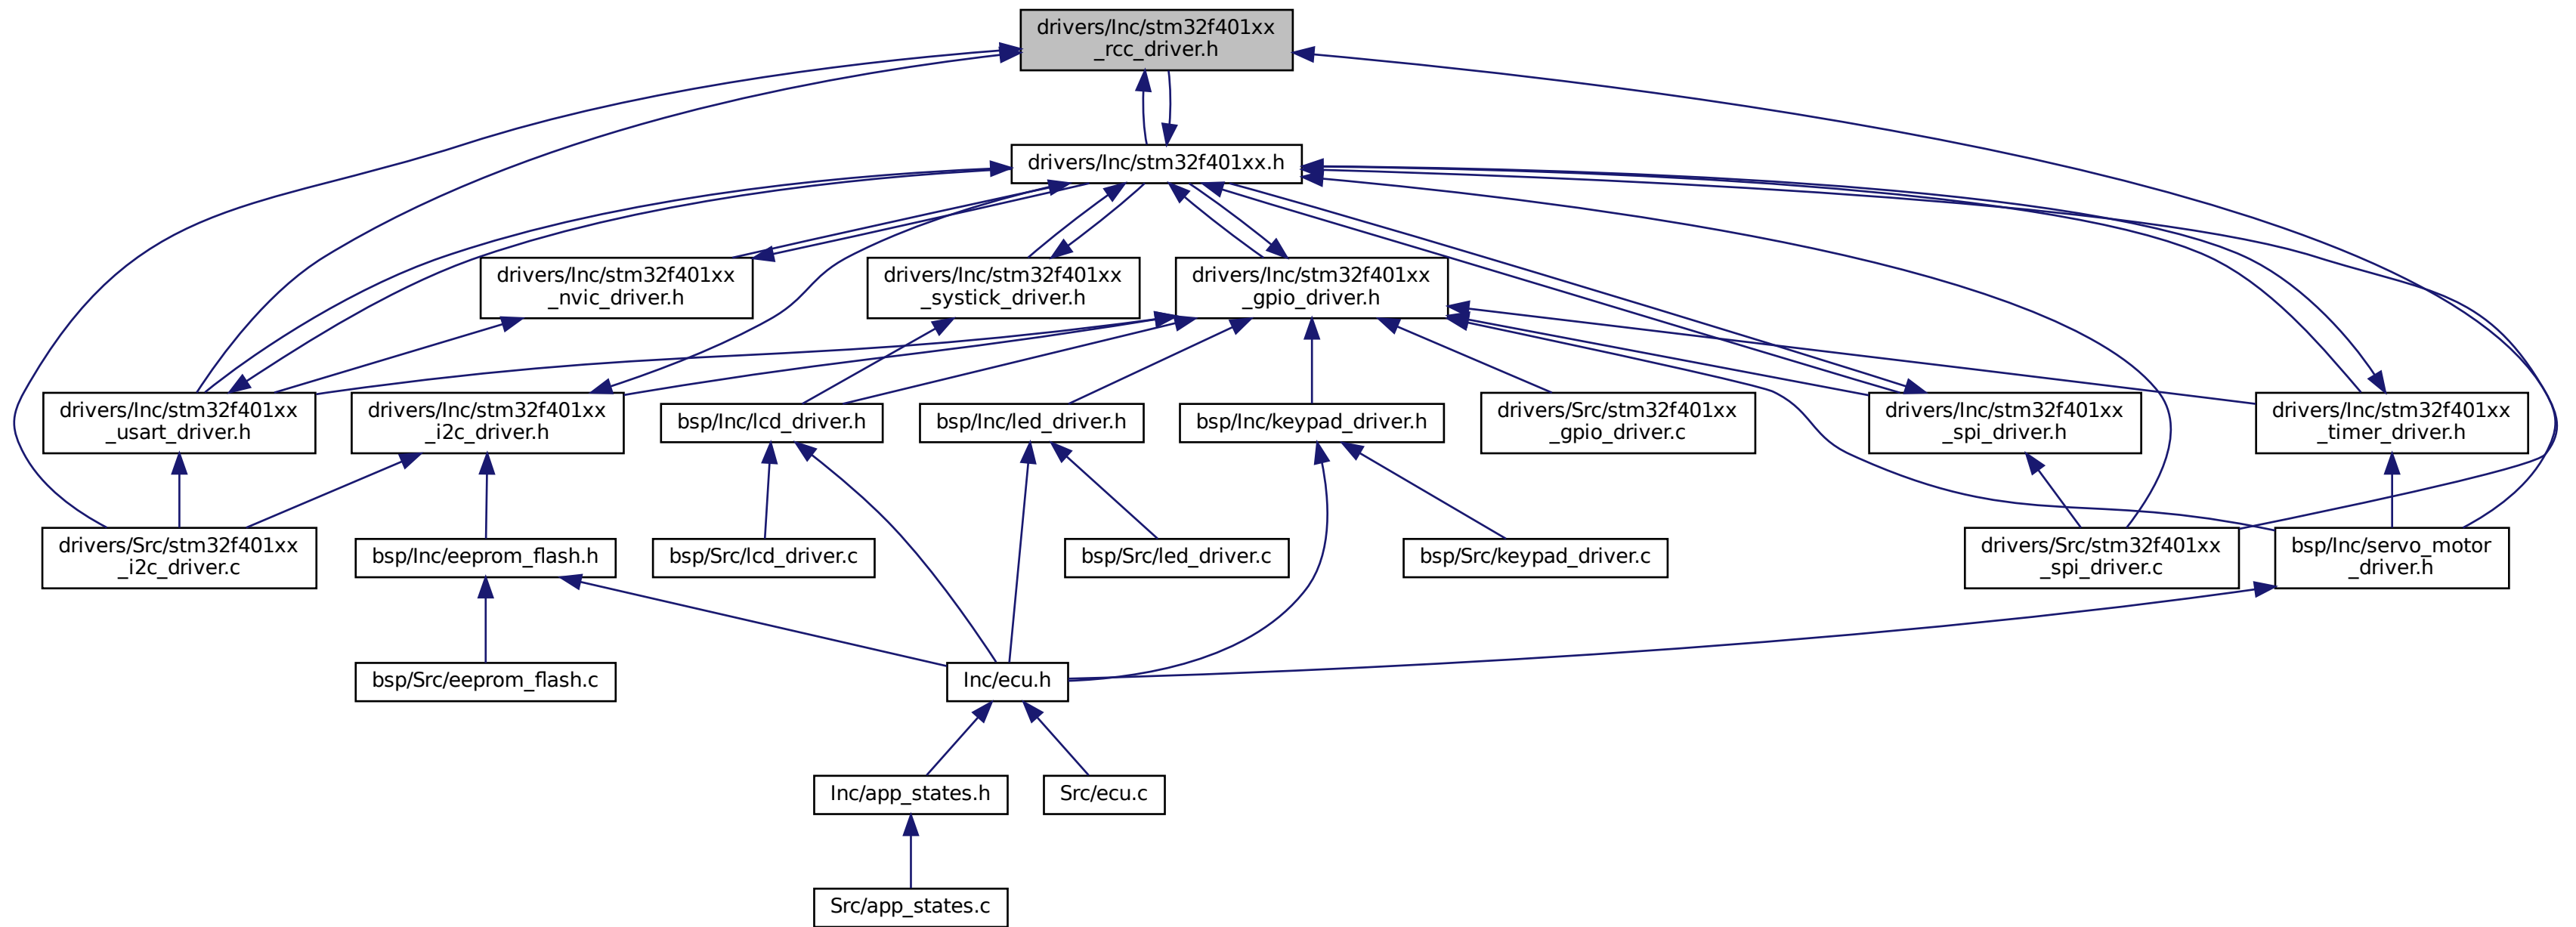 drivers/Inc/stm32f401xx
_rcc_driver.h
drivers/Inc/stm32f401xx.h
drivers/Inc/stm32f401xx
_nvic_driver.h
drivers/Inc/stm32f401xx
_systick_driver.h
drivers/Inc/stm32f401xx
_gpio_driver.h
drivers/Inc/stm32f401xx
_usart_driver.h
drivers/Inc/stm32f401xx
_i2c_driver.h
bsp/Inc/lcd_driver.h
bsp/Inc/led_driver.h
bsp/Inc/keypad_driver.h
drivers/Src/stm32f401xx
_gpio_driver.c
drivers/Inc/stm32f401xx
_spi_driver.h
drivers/Inc/stm32f401xx
_timer_driver.h
drivers/Src/stm32f401xx
_i2c_driver.c
bsp/Inc/eeprom_flash.h
bsp/Src/lcd_driver.c
bsp/Src/led_driver.c
bsp/Src/keypad_driver.c
drivers/Src/stm32f401xx
_spi_driver.c
bsp/Inc/servo_motor
_driver.h
bsp/Src/eeprom_flash.c
Inc/ecu.h
Inc/app_states.h
Src/ecu.c
Src/app_states.c